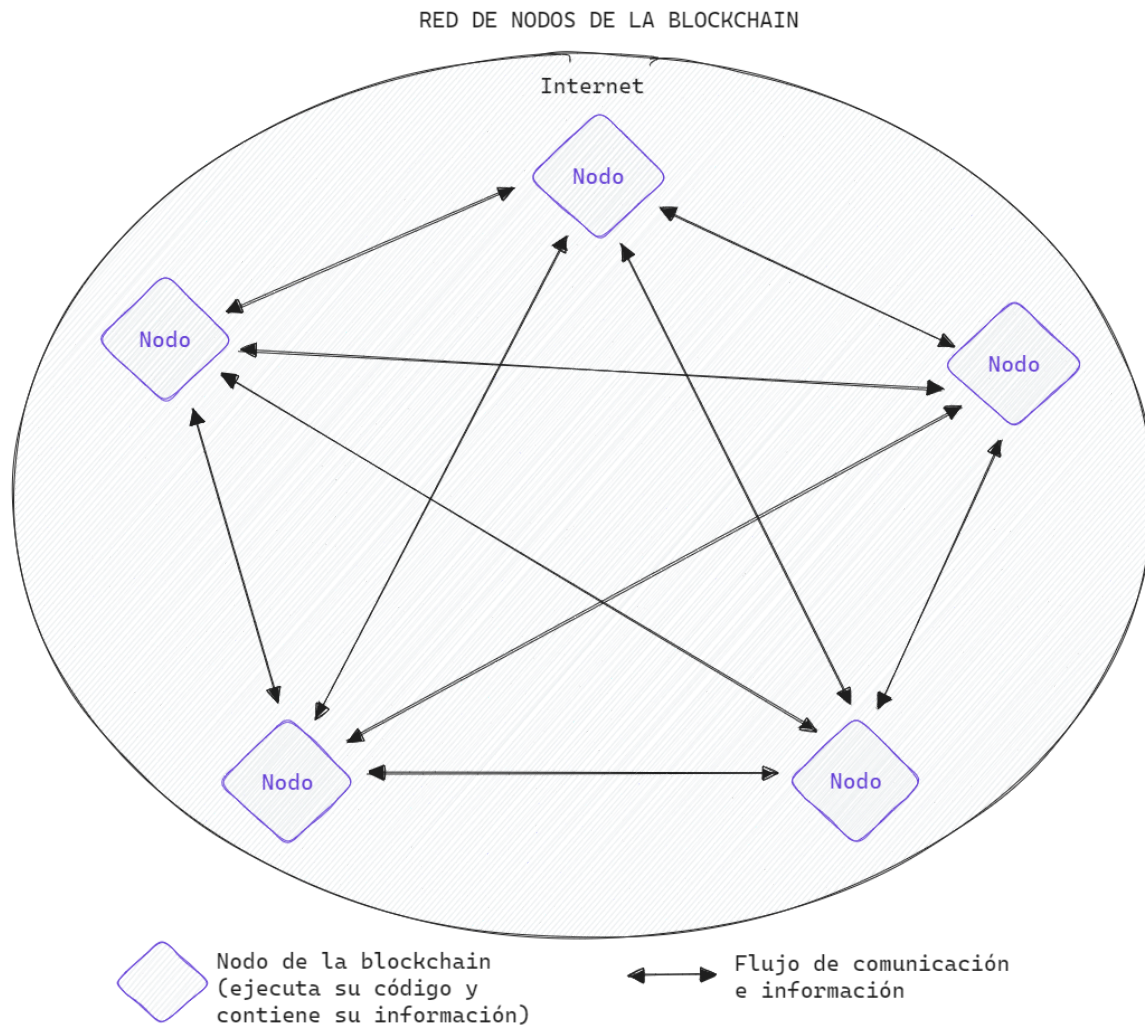 RED DE NODOS DE LA BLOCKCHAIN
Internet
Nodo
Nodo
Nodo
Nodo
Nodo
Nodo de la blockchain
(ejecuta su código y
contiene su información)
Flujo de comunicación
e información